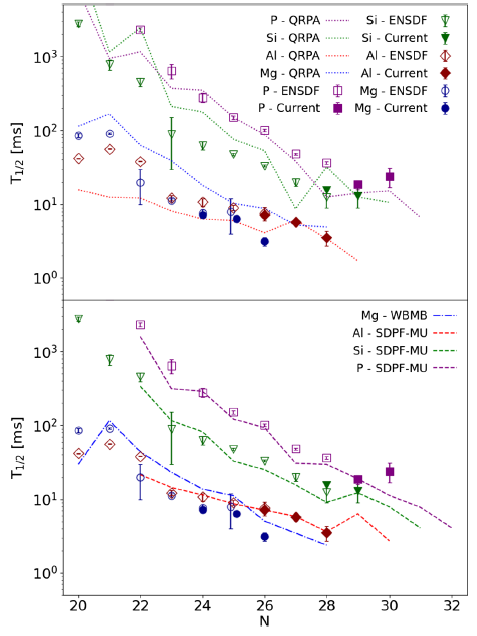 P - QRPA Si - ENSDF
Si - QRPA Si - Current
Al - QRPA Al - ENSDF
Mg - QRPA Al - Current
P - ENSDF Mg - ENSDF
P - Current Mg - Current
10³
10²
10¹
10⁰
T₁/₂ [ms]
Mg - WBMB
Al - SDPF-MU
Si - SDPF-MU
P - SDPF-MU
10³
10²
10¹
10⁰
T₁/₂ [ms]
20 22 24 26 28 30 32
N